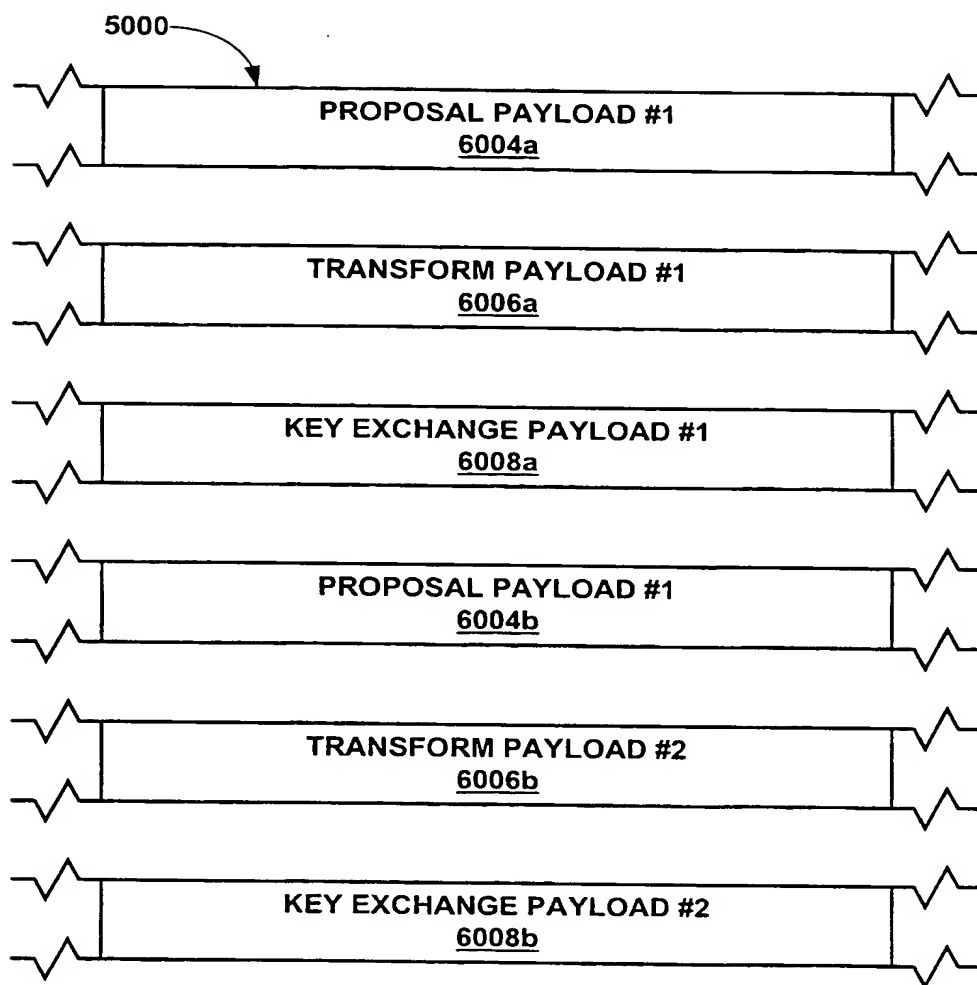 5000
PROPOSAL PAYLOAD #1
6004a
TRANSFORM PAYLOAD #1
6006a
KEY EXCHANGE PAYLOAD #1
6008a
PROPOSAL PAYLOAD #1
6004b
TRANSFORM PAYLOAD #2
6006b
KEY EXCHANGE PAYLOAD #2
6008b